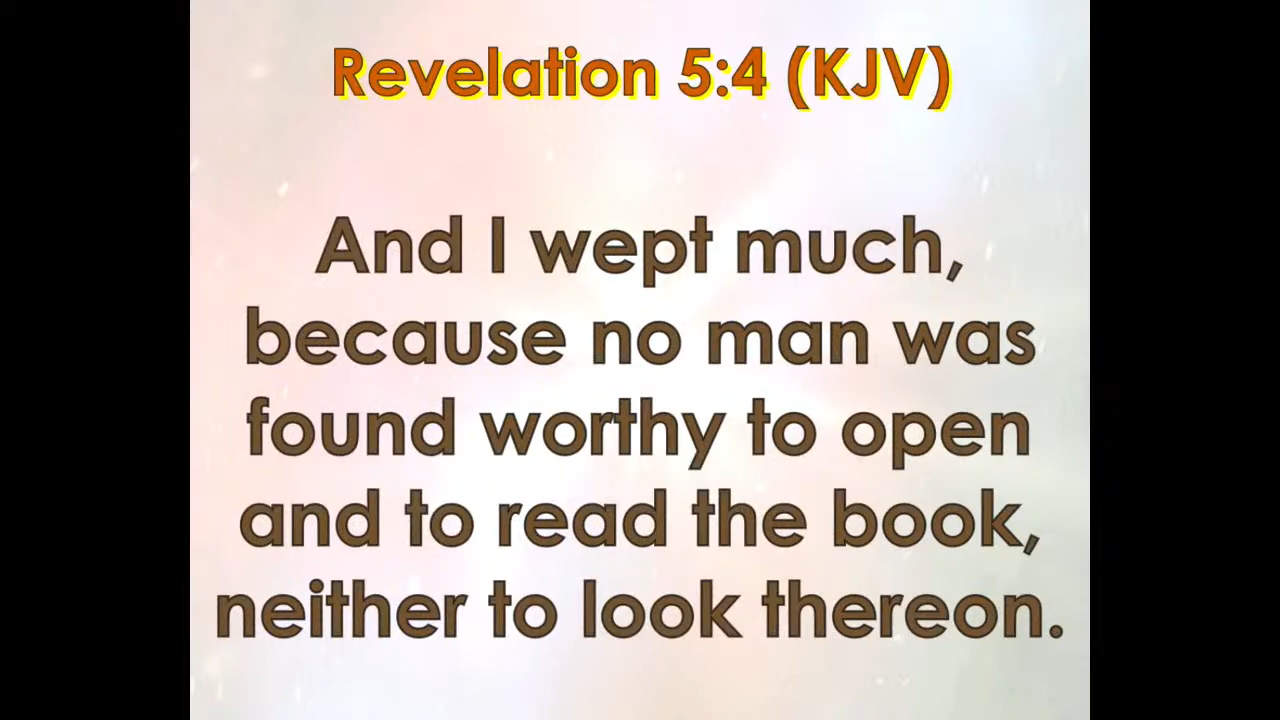 Revelation 5:4 (KJV)
And I wept much,
because no man was
found worthy to open
and to read the book,
neither to look thereon.